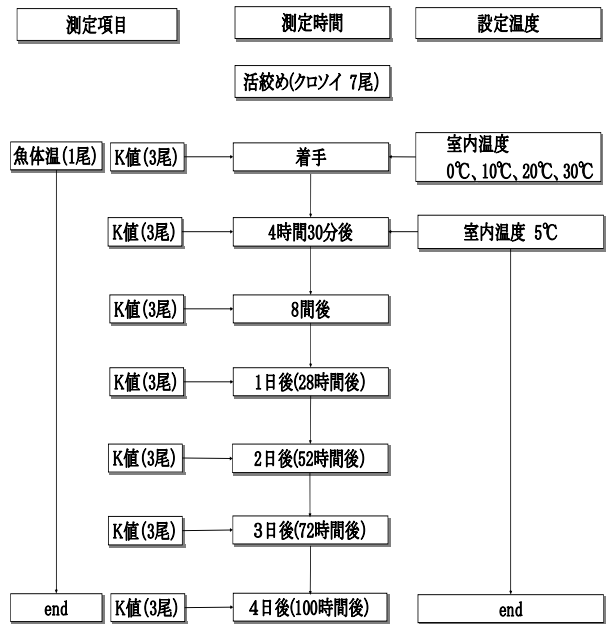 測定項目
測定時間
設定温度
活絞め(クロソイ 7尾)
魚体温(1尾)
K値(3尾)
着手
室内温度
0℃、10℃、20℃、30℃
K値(3尾)
4時間30分後
室内温度 5℃
K値(3尾)
8間後
K値(3尾)
1日後(28時間後)
K値(3尾)
2日後(52時間後)
K値(3尾)
3日後(72時間後)
end
K値(3尾)
4日後(100時間後)
end